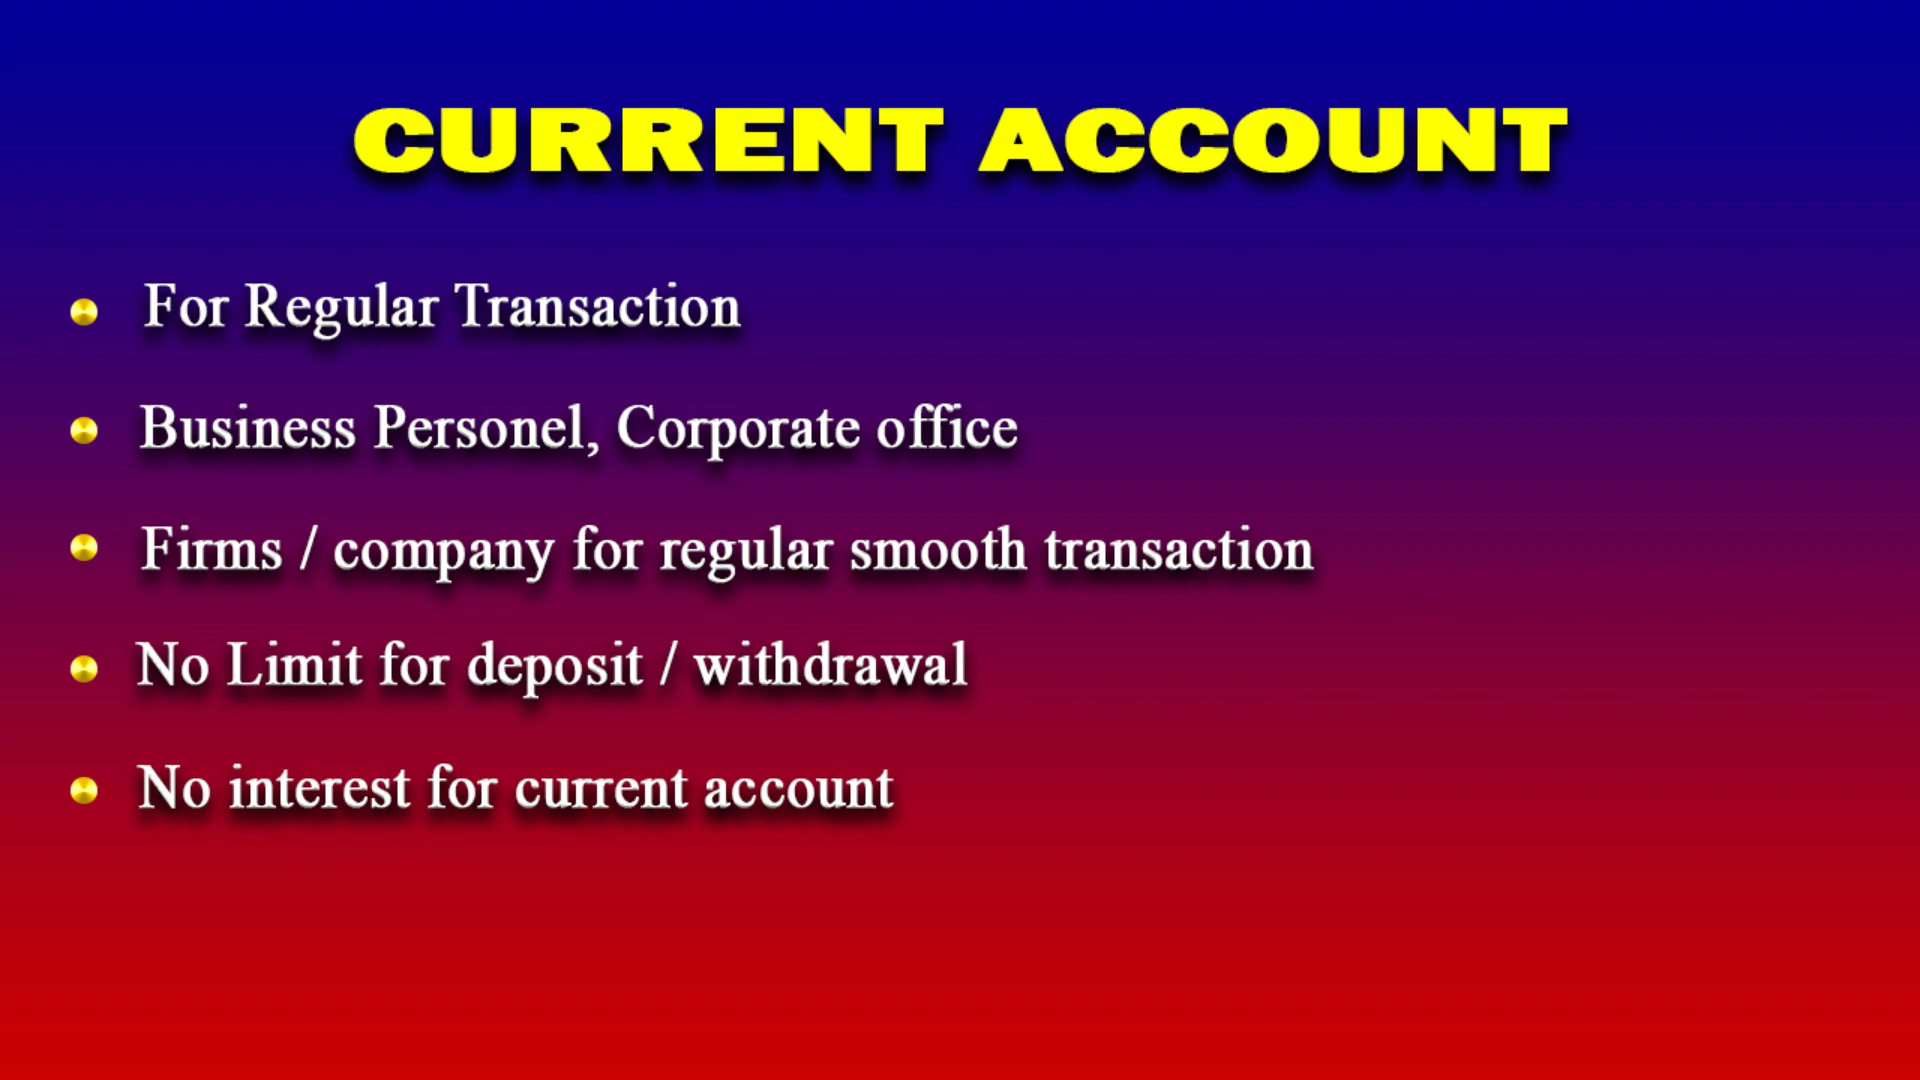 CURRENT ACCOUNT
For Regular Transaction
Business Personel, Corporate office
Firms / company for regular smooth transaction
No Limit for deposit / withdrawal
No interest for current account